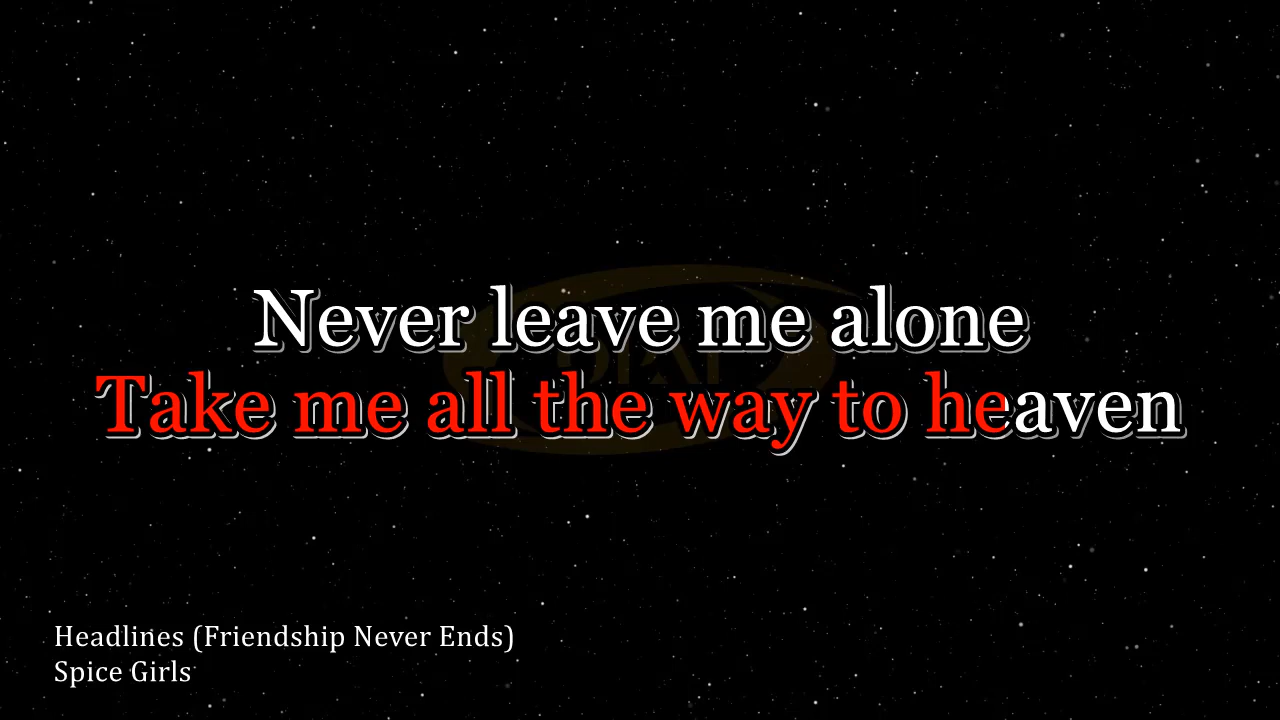 Never leave me alone
Take me all the way to heaven
Headlines (Friendship Never Ends)
Spice Girls